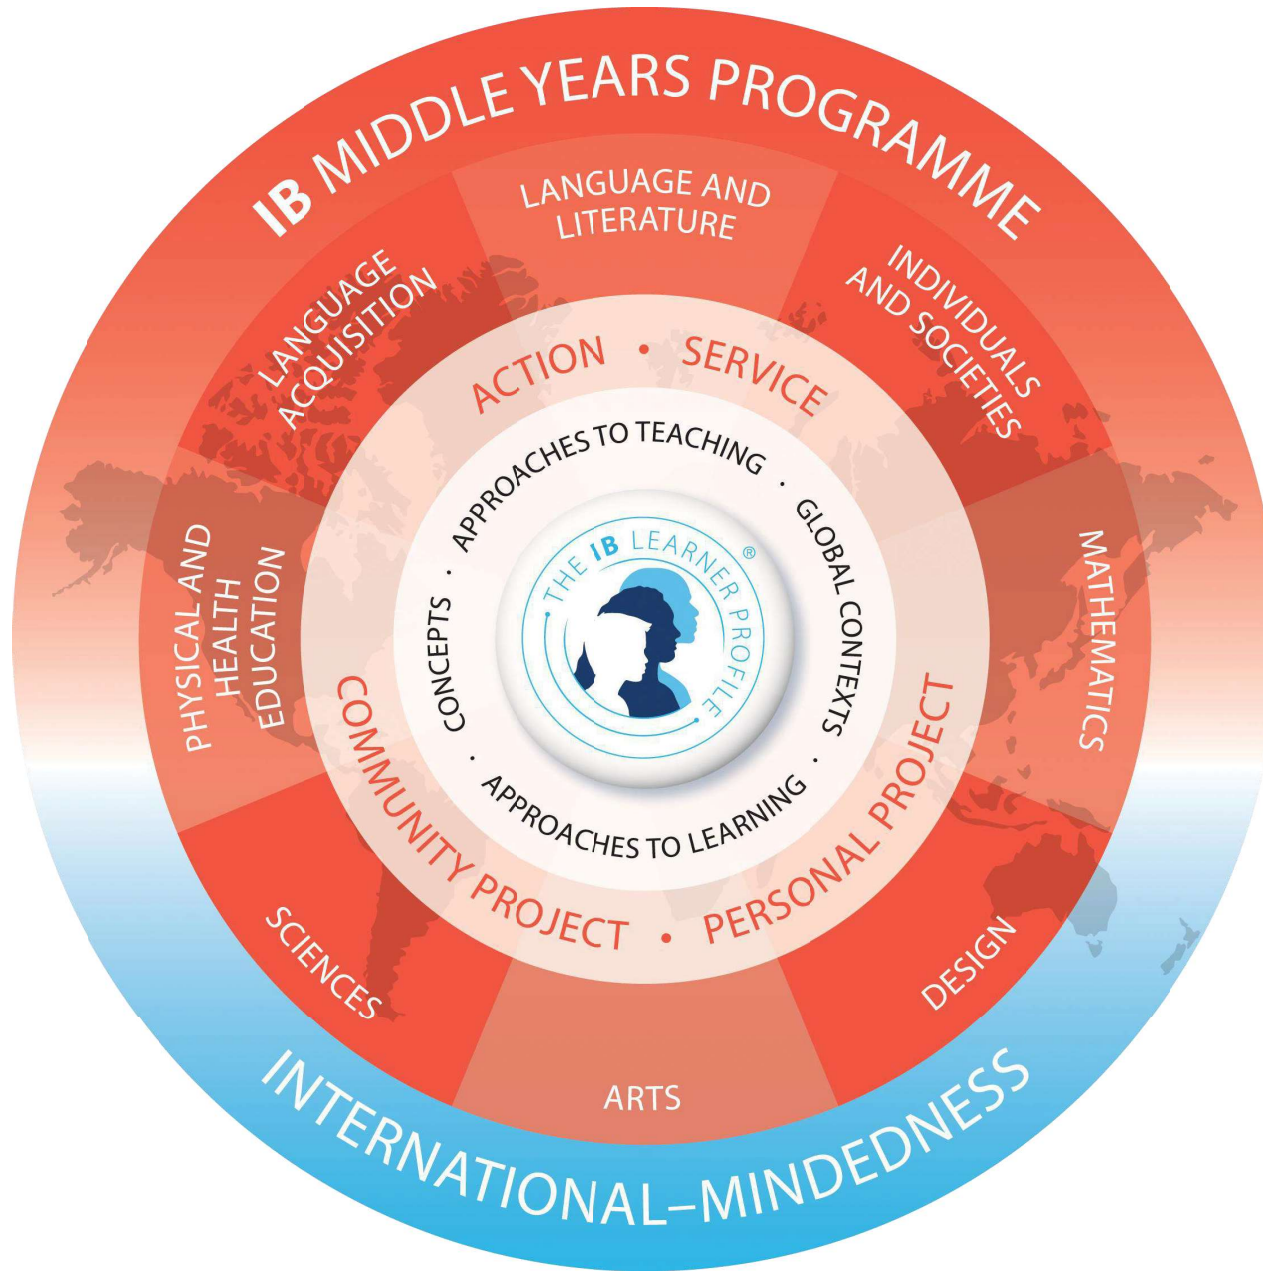 IB MIDDLE YEARS PROGRAMME
LANGUAGE AND
LITERATURE
INDIVIDUALS
AND SOCIETIES
MATHEMATICS
DESIGN
ARTS
SCIENCES
PHYSICAL AND
HEALTH
EDUCATION
LANGUAGE
ACQUISITION
ACTION • SERVICE
PERSONAL PROJECT
•
COMMUNITY PROJECT
APPROACHES TO TEACHING ·
GLOBAL CONTEXTS ·
APPROACHES TO LEARNING ·
CONCEPTS ·
THE IB LEARNER PROFILE ®
INTERNATIONAL–MINDEDNESS